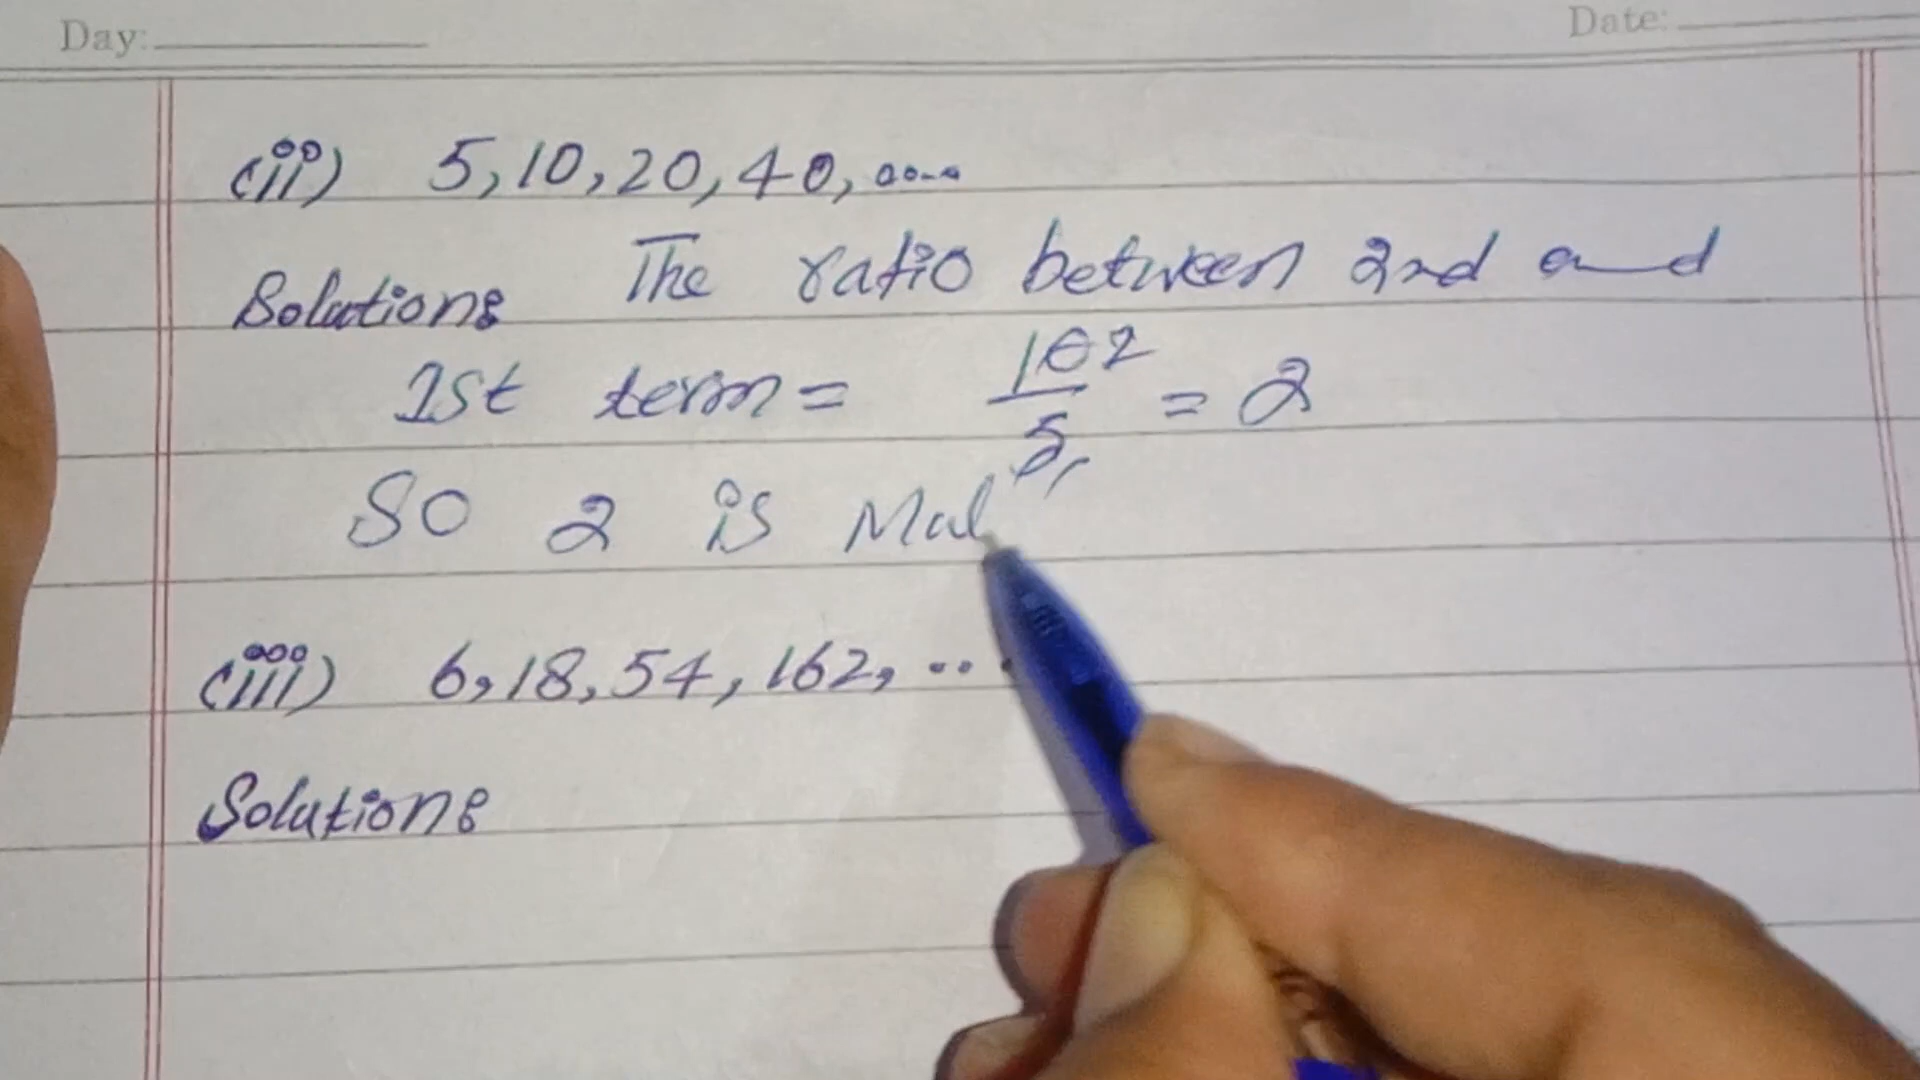 Day:
Date:
(ii) 5,10,20,40,....
Solution: The ratio between 2nd and
1st term = 10/5 2 = 2
So 2 is Mul
(iii) 6,18,54,162,...
Solution: